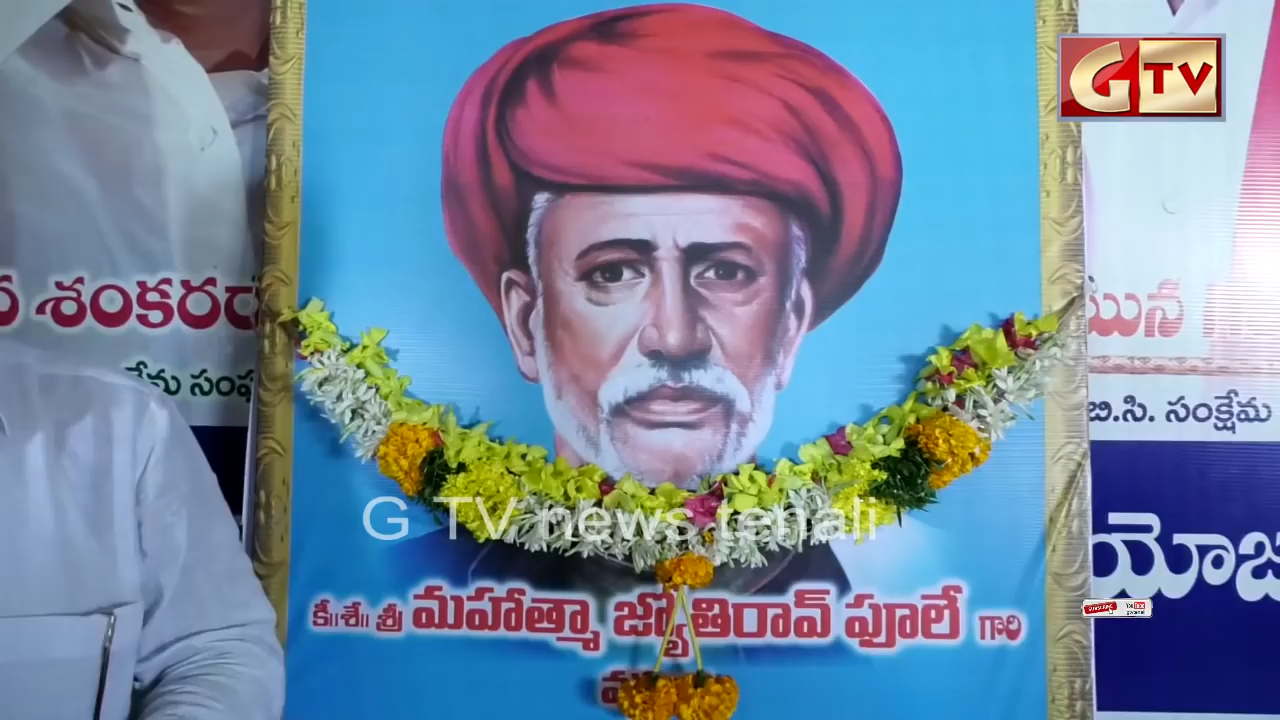 GTV
శంకరరా
మున
సంఘ
బి.సి. సంక్షేమ
G TV news tenali
యోజ
కీ॥శే॥ శ్రీ మహాత్మా జ్యోతిరావ్ పూలే గారి